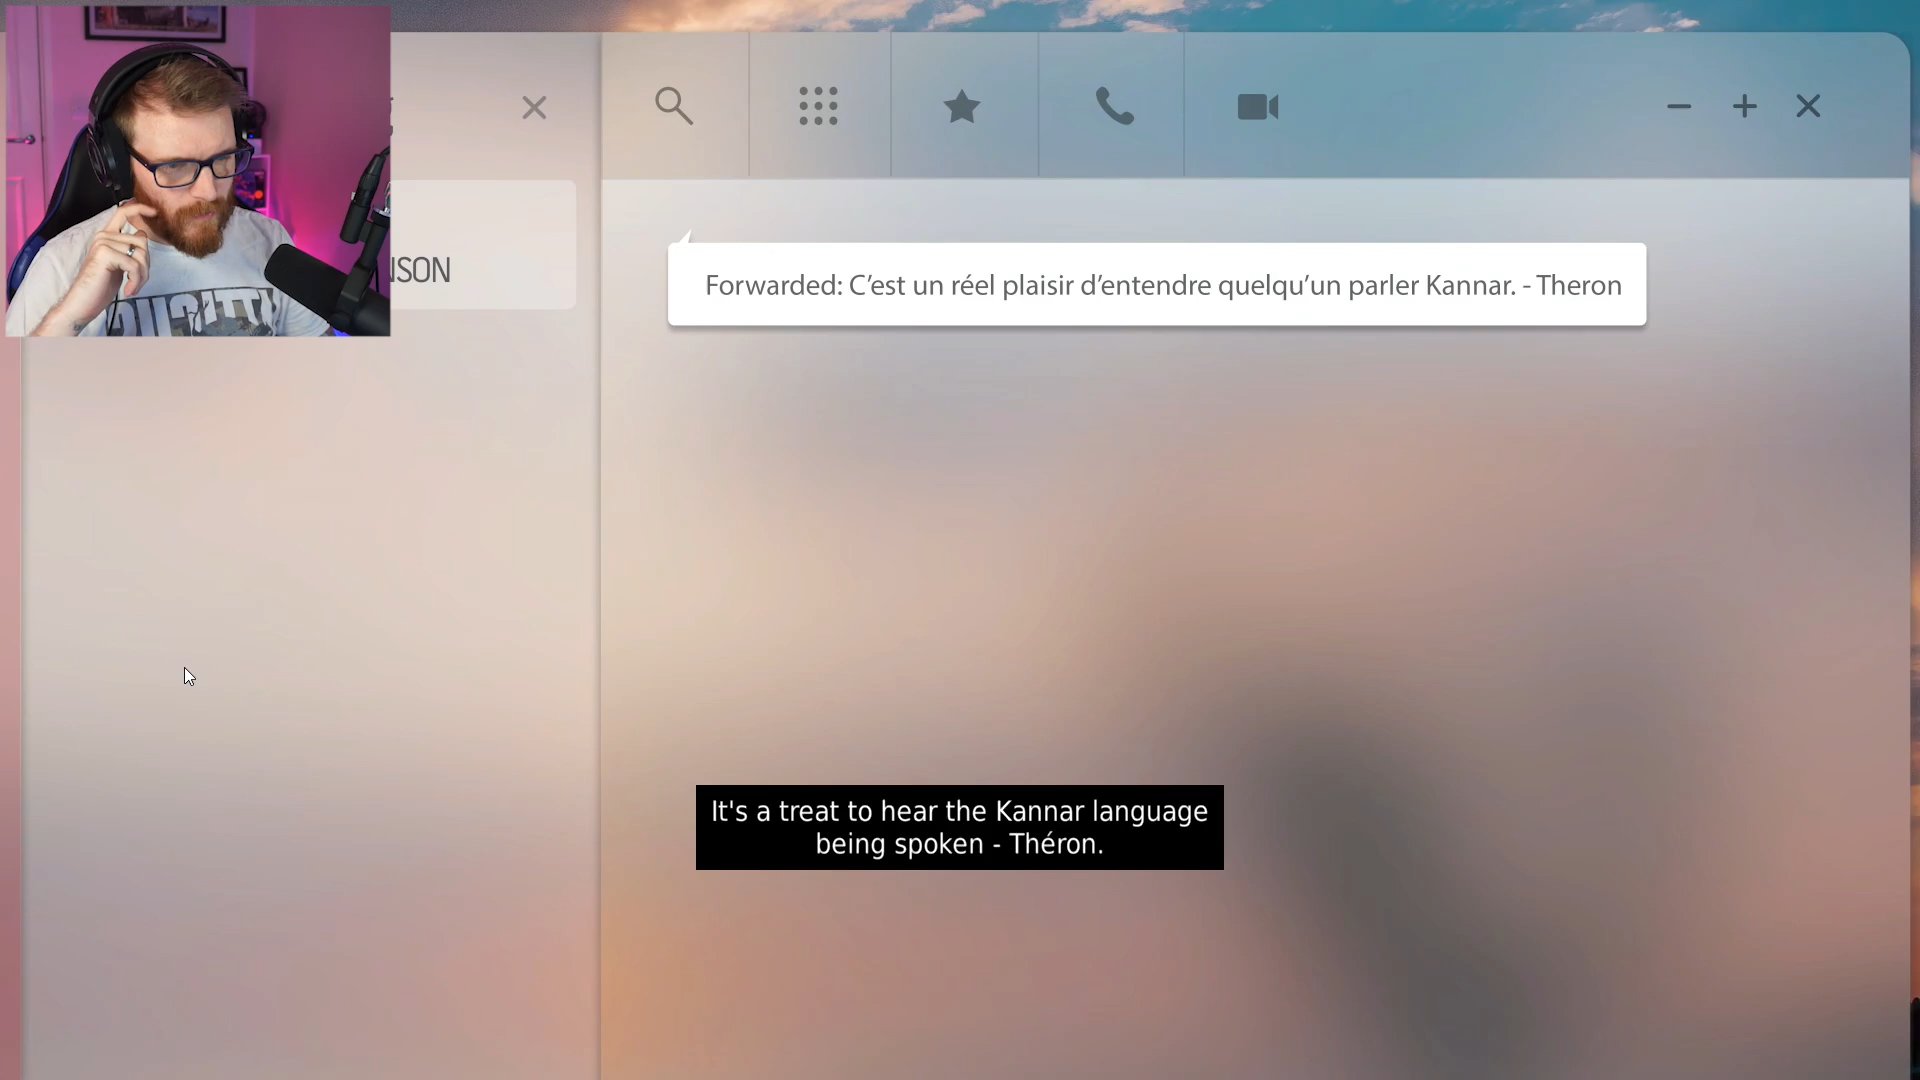 NSON
Forwarded: C’est un réel plaisir d’entendre quelqu’un parler Kannar. - Theron
It's a treat to hear the Kannar language
being spoken - Théron.